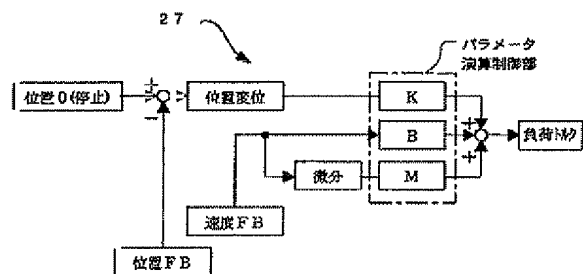 27
パラメータ
演算制御部
位置0(停止)
+
−
位置変位
K
+
B
+
負荷トルク
+
微分
M
速度FB
位置FB